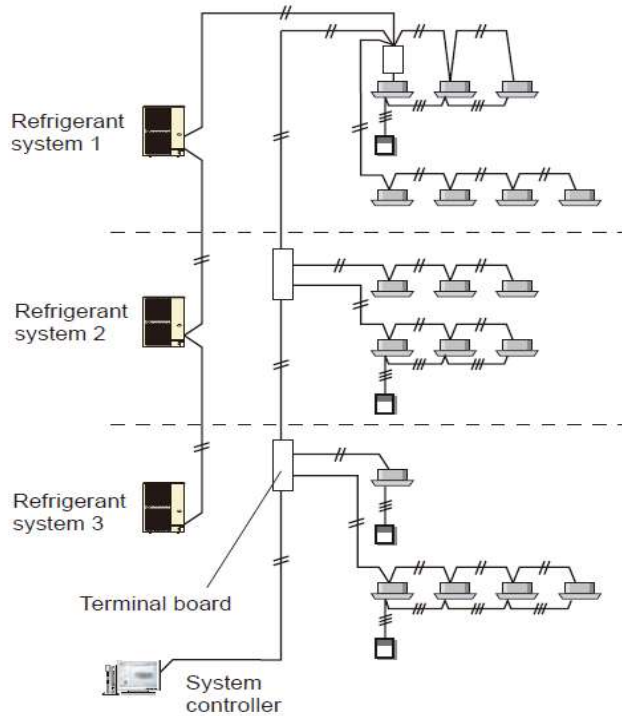 Refrigerant
system 1
Refrigerant
system 2
Refrigerant
system 3
Terminal board
System
controller